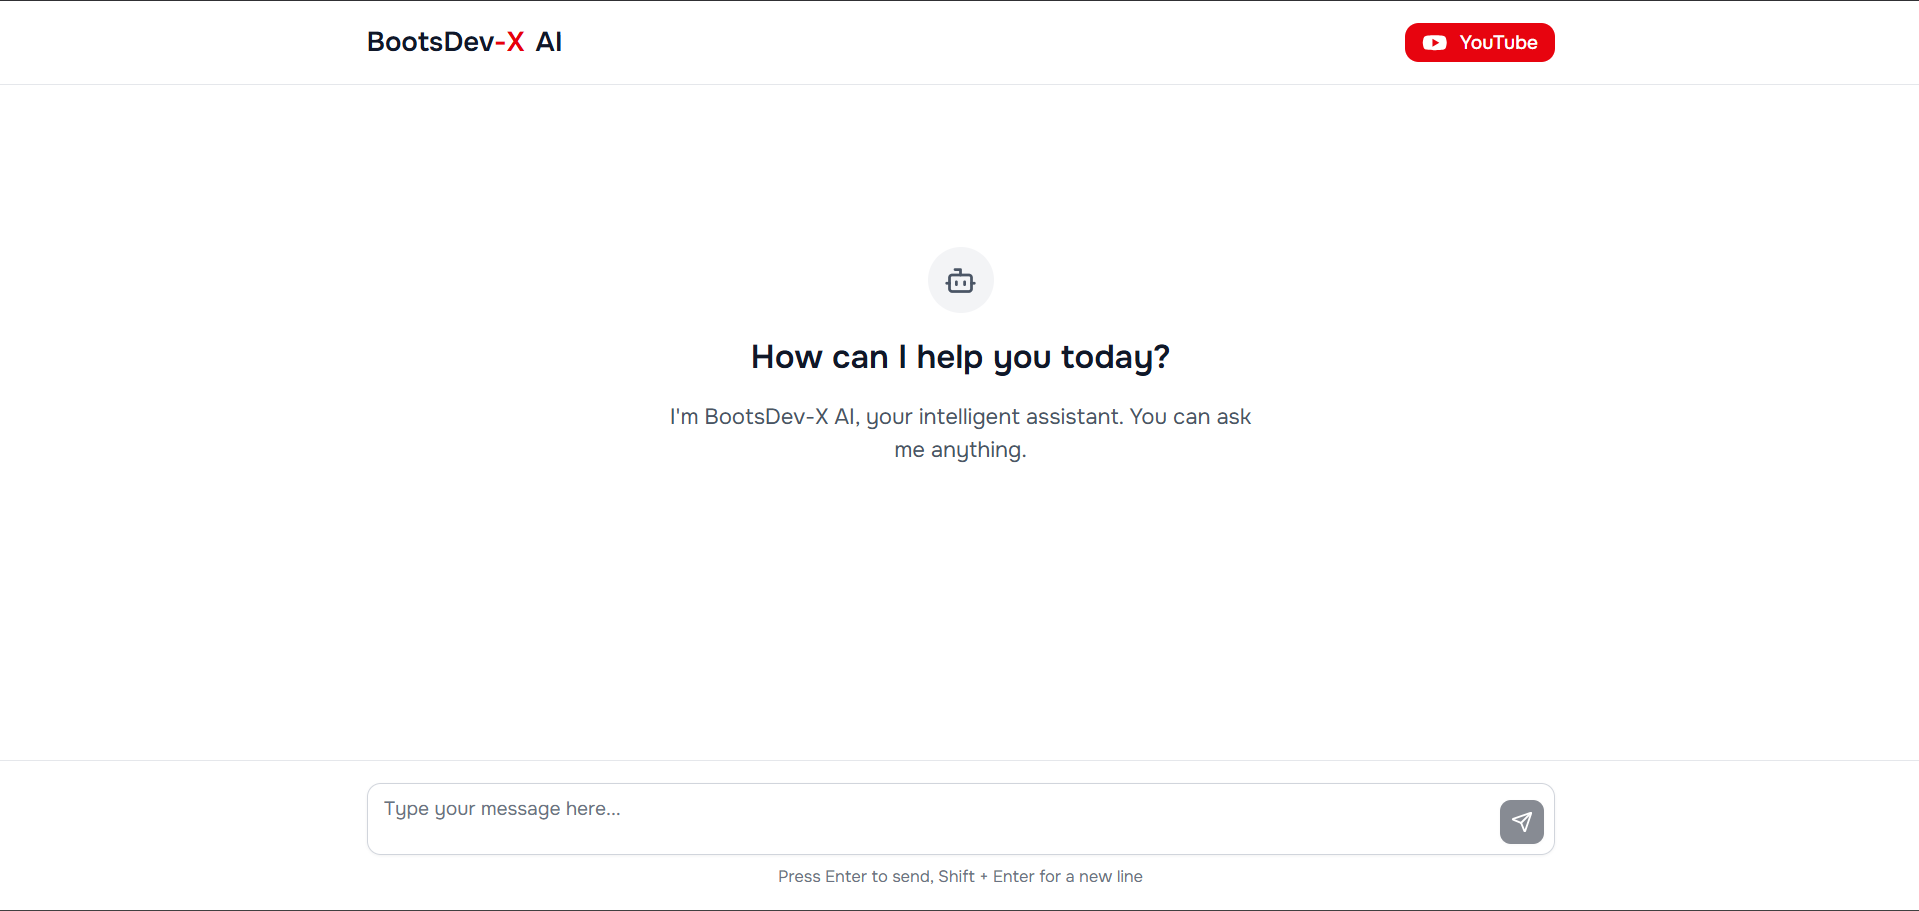 BootsDev-X AI
YouTube
How can I help you today?
I'm BootsDev-X AI, your intelligent assistant. You can ask
me anything.
Type your message here...
Press Enter to send, Shift + Enter for a new line